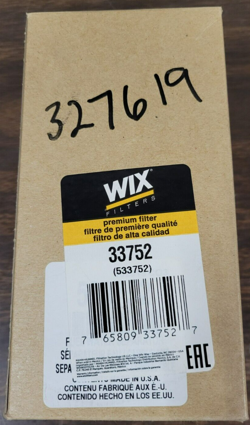 327619
WIX
FILTERS
premium filter
filtre de première qualité
filtro de alta calidad
33752
(533752)
7 65809 33752 7
EAC
MADE IN U.S.A.
CONTENU FABRIQUÉ AUX É.-U.
CONTENIDO HECHO EN LOS EE.UU.